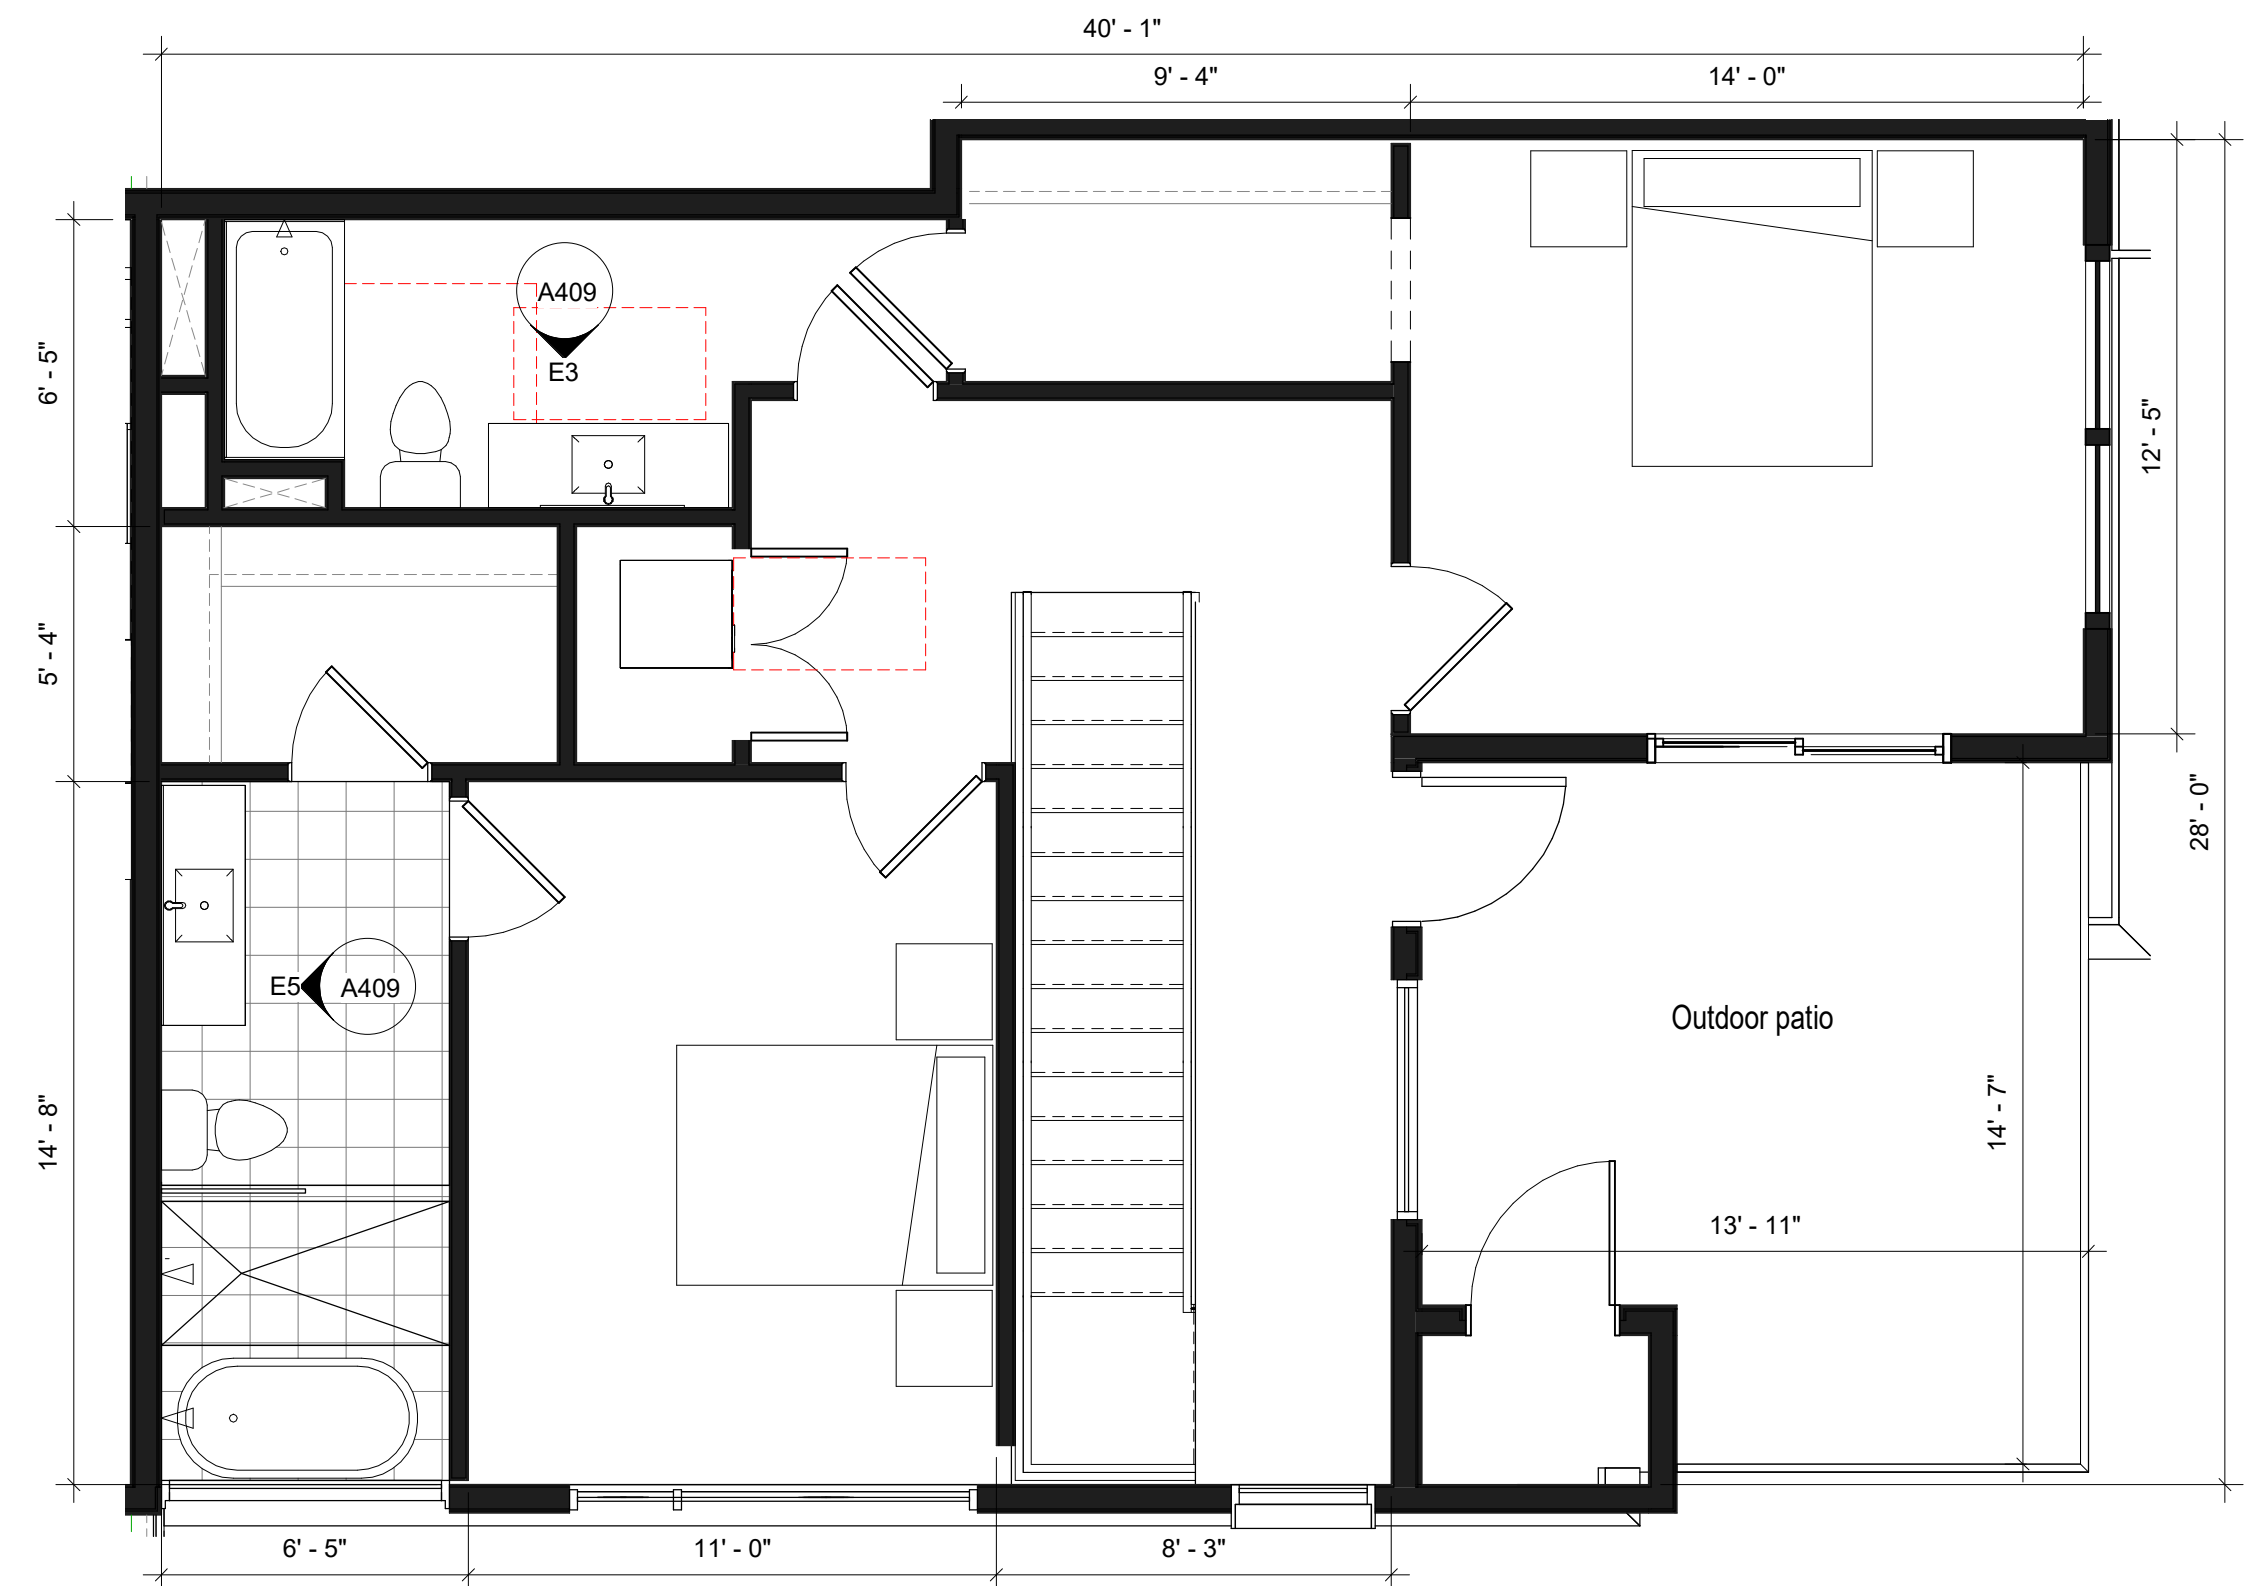 40' - 1"
9' - 4"
14' - 0"
A409
E3
6' - 5"
12' - 5"
5' - 4"
28' - 0"
E5
A409
Outdoor patio
14' - 8"
14' - 7"
13' - 11"
6' - 5"
11' - 0"
8' - 3"